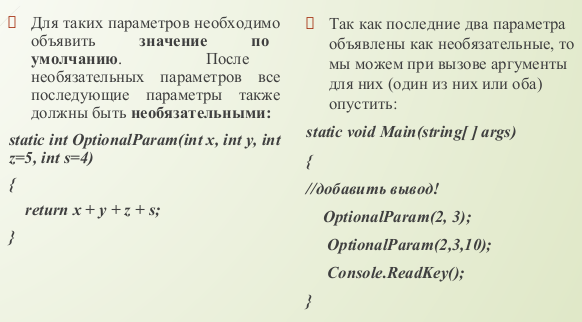 Для таких параметров необходимо
объявить значение по
умолчанию. После
необязательных параметров все
последующие параметры также
должны быть необязательными:
static int OptionalParam(int x, int y, int
z=5, int s=4)
{
return x + y + z + s;
}
Так как последние два параметра
объявлены как необязательные, то
мы можем при вызове аргументы
для них (один из них или оба)
опустить:
static void Main(string[ ] args)
{
//добавить вывод!
OptionalParam(2, 3);
OptionalParam(2,3,10);
Console.ReadKey();
}